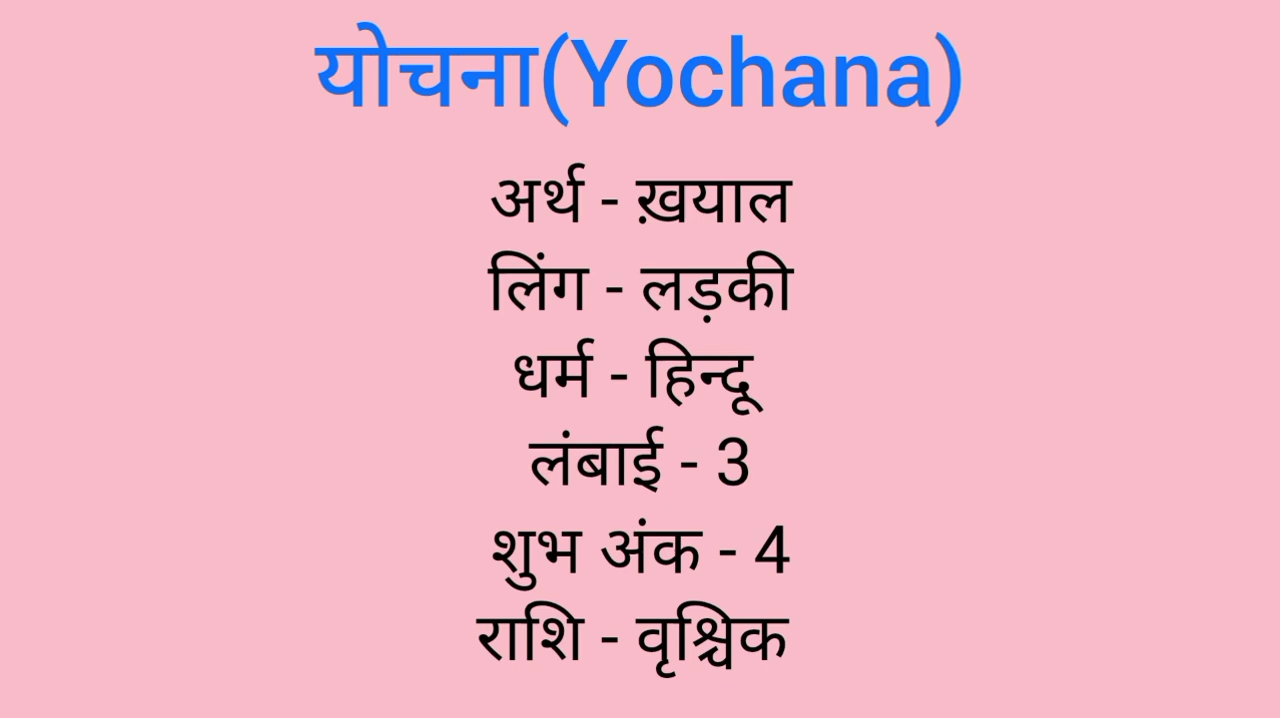 योचना(Yochana)
अर्थ - ख़याल
लिंग - लड़की
धर्म - हिन्दू
लंबाई - 3
शुभ अंक - 4
राशि - वृश्चिक